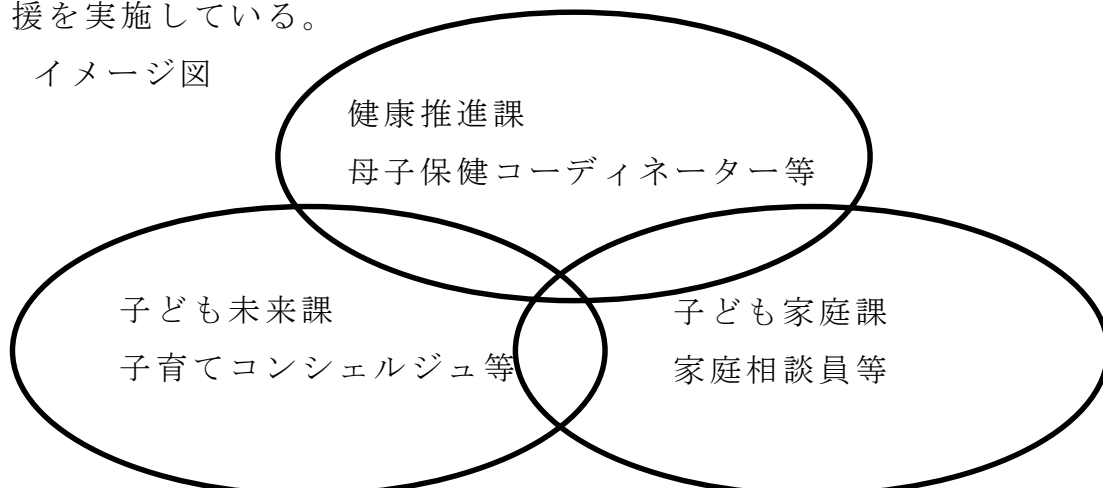 援を実施している。
イメージ図
健康推進課
母子保健コーディネーター等
子ども未来課
子育てコンシェルジュ等
子ども家庭課
家庭相談員等